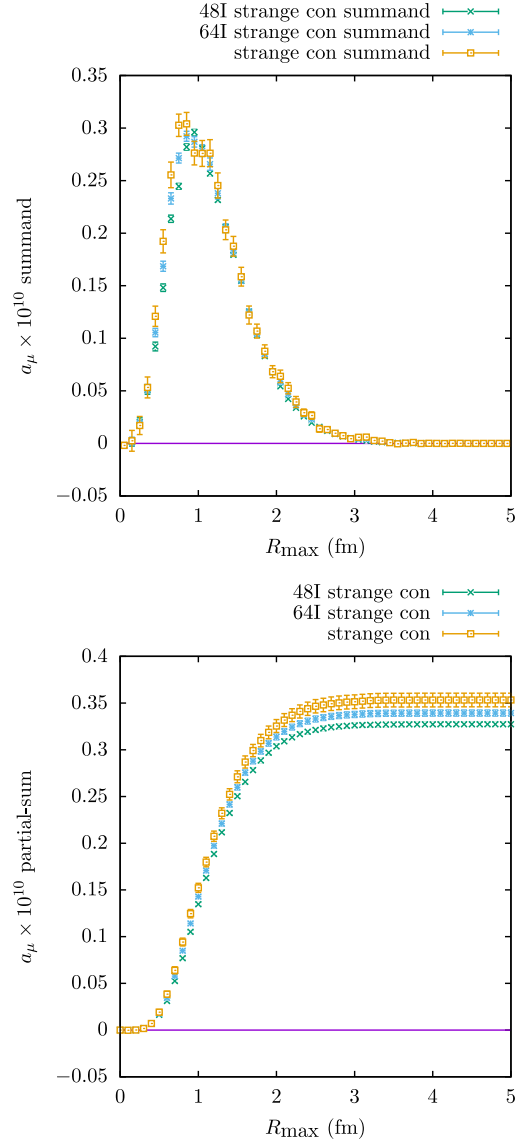 48I strange con summand
64I strange con summand
strange con summand
0.35
0.3
0.25
0.2
0.15
0.1
0.05
0
−0.05
a_μ × 10^10 summand
0 1 2 3 4 5
R_max (fm)
48I strange con
64I strange con
strange con
0.4
0.35
0.3
0.25
0.2
0.15
0.1
0.05
0
−0.05
a_μ × 10^10 partial-sum
0 1 2 3 4 5
R_max (fm)